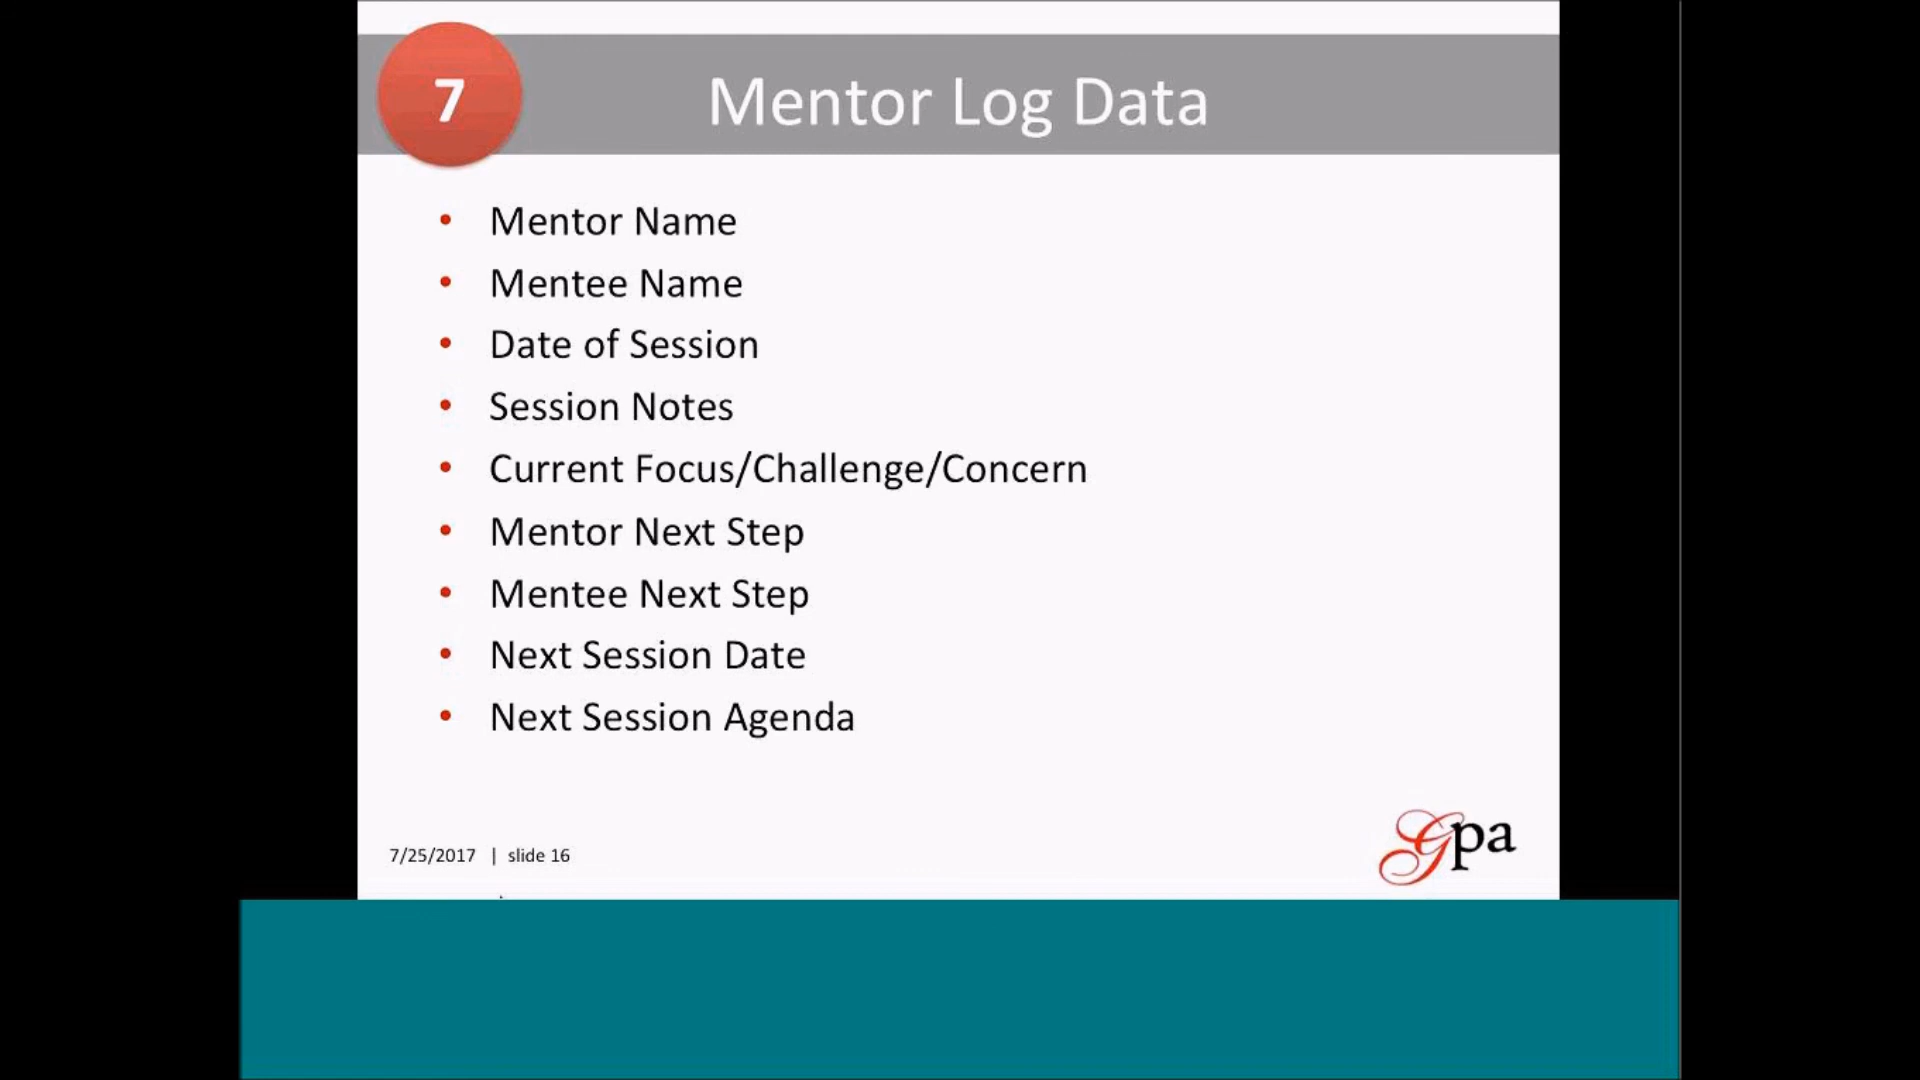 7
Mentor Log Data
• Mentor Name
• Mentee Name
• Date of Session
• Session Notes
• Current Focus/Challenge/Concern
• Mentor Next Step
• Mentee Next Step
• Next Session Date
• Next Session Agenda
7/25/2017 | slide 16
Gpa